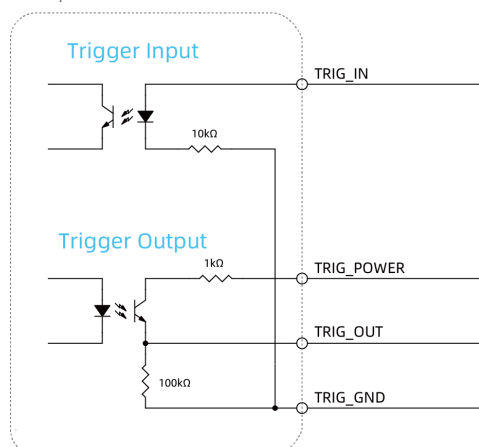 Trigger Input
TRIG_IN
10kΩ
Trigger Output
1kΩ
TRIG_POWER
TRIG_OUT
100kΩ
TRIG_GND